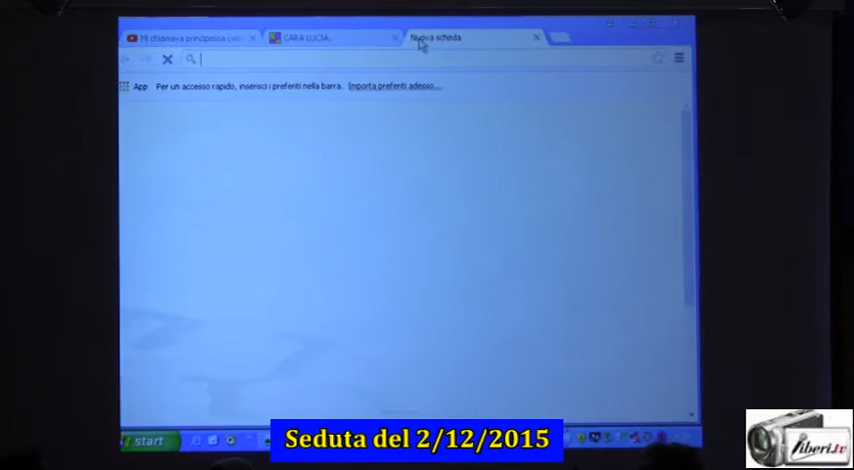 Mi chiamava principessa (ver
CARA LUCIA,
Nuova scheda
App Per un accesso rapido, inserisci i preferiti nella barra. Importa preferiti adesso...
start
Seduta del 2/12/2015
liberi.tv